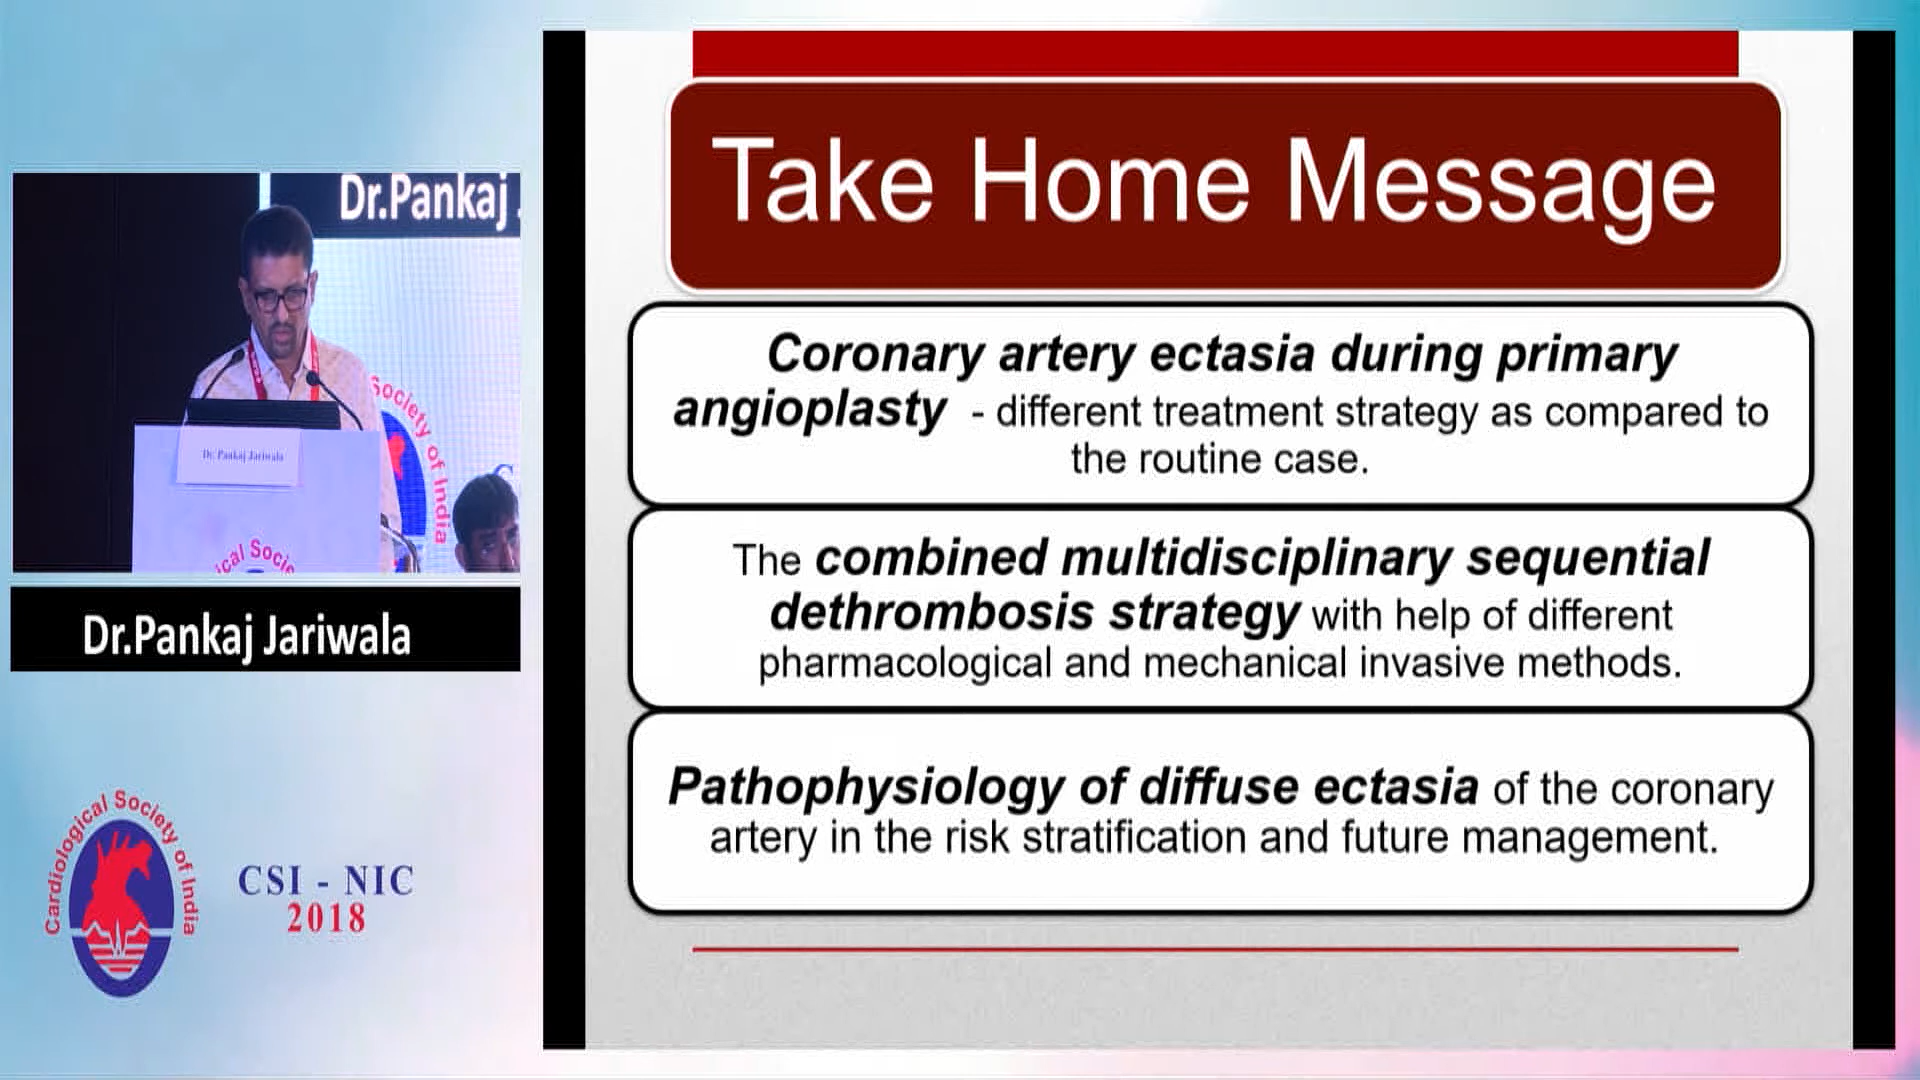 Dr.Pankaj
Society of India
Dr. Pankaj Jariwala
ical Socie
Dr.Pankaj Jariwala
Cardiological Society of India
CSI - NIC
2018
Take Home Message
Coronary artery ectasia during primary
angioplasty - different treatment strategy as compared to
the routine case.
The combined multidisciplinary sequential
dethrombosis strategy with help of different
pharmacological and mechanical invasive methods.
Pathophysiology of diffuse ectasia of the coronary
artery in the risk stratification and future management.